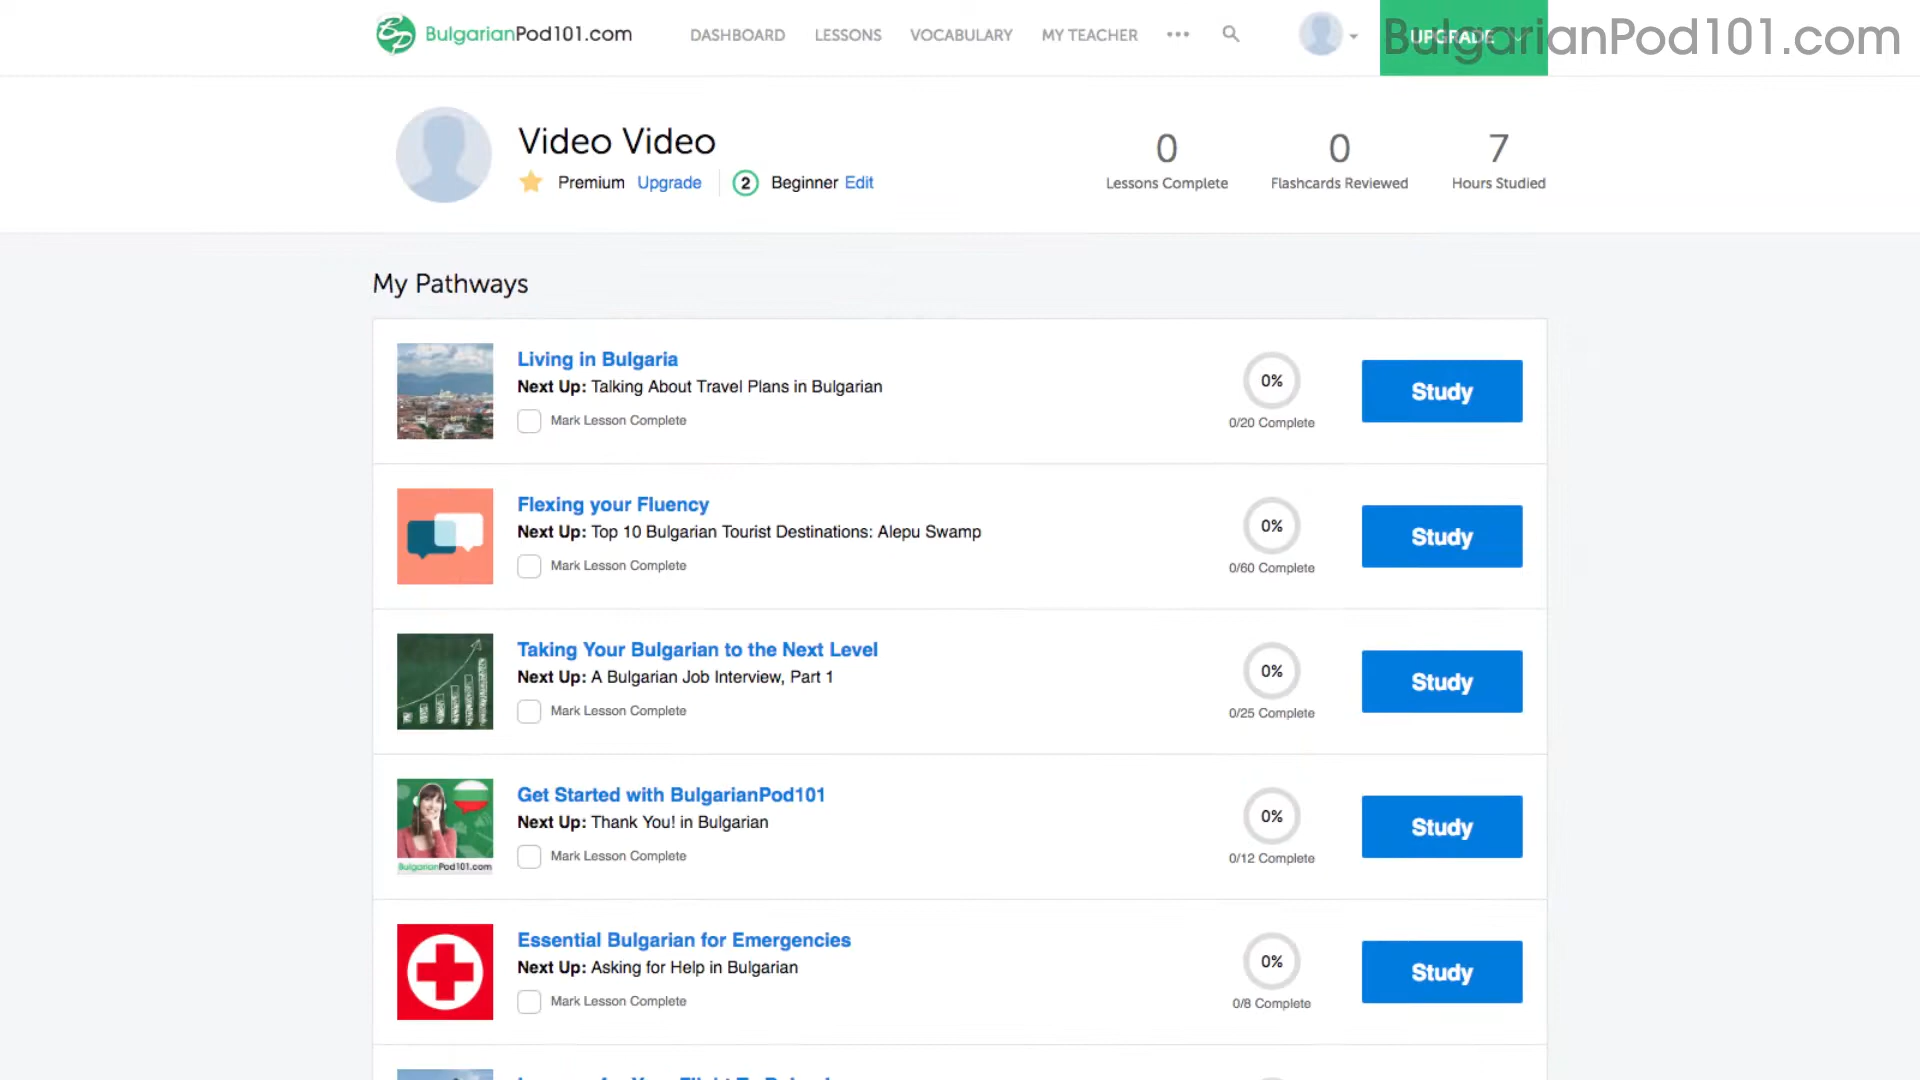 BulgarianPod101.com
DASHBOARD
LESSONS
VOCABULARY
MY TEACHER
UPGRADE
BulgarianPod101.com
Video Video
Premium Upgrade
2 Beginner Edit
0
Lessons Complete
0
Flashcards Reviewed
7
Hours Studied
My Pathways
Living in Bulgaria
Next Up: Talking About Travel Plans in Bulgarian
Mark Lesson Complete
0%
0/20 Complete
Study
Flexing your Fluency
Next Up: Top 10 Bulgarian Tourist Destinations: Alepu Swamp
Mark Lesson Complete
0%
0/60 Complete
Study
Taking Your Bulgarian to the Next Level
Next Up: A Bulgarian Job Interview, Part 1
Mark Lesson Complete
0%
0/25 Complete
Study
BulgarianPod101.com
Get Started with BulgarianPod101
Next Up: Thank You! in Bulgarian
Mark Lesson Complete
0%
0/12 Complete
Study
Essential Bulgarian for Emergencies
Next Up: Asking for Help in Bulgarian
Mark Lesson Complete
0%
0/8 Complete
Study